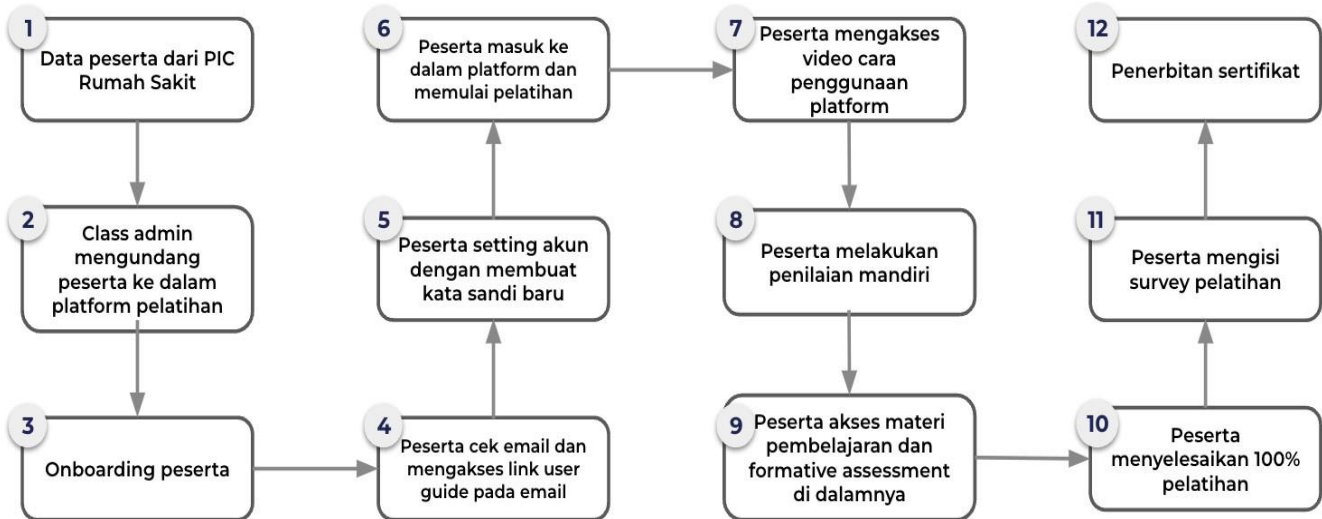 1
Data peserta dari PIC
Rumah Sakit
2
Class admin
mengundang
peserta ke dalam
platform pelatihan
3
Onboarding peserta
4
Peserta cek email dan
mengakses link user
guide pada email
5
Peserta setting akun
dengan membuat
kata sandi baru
6
Peserta masuk ke
dalam platform dan
memulai pelatihan
7
Peserta mengakses
video cara
penggunaan
platform
8
Peserta melakukan
penilaian mandiri
9
Peserta akses materi
pembelajaran dan
formative assessment
di dalamnya
10
Peserta
menyelesaikan 100%
pelatihan
11
Peserta mengisi
survey pelatihan
12
Penerbitan sertifikat